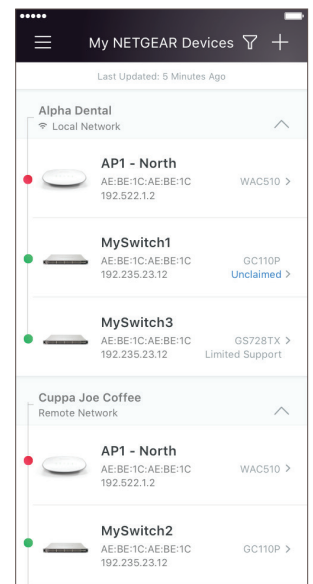 My NETGEAR Devices
Last Updated: 5 Minutes Ago
Alpha Dental
Local Network
AP1 - North
AE:BE:1C:AE:BE:1C
WAC510 >
192.522.1.2
MySwitch1
AE:BE:1C:AE:BE:1C
GC110P
192.235.23.12
Unclaimed >
MySwitch3
AE:BE:1C:AE:BE:1C
GS728TX >
192.235.23.12
Limited Support
Cuppa Joe Coffee
Remote Network
AP1 - North
AE:BE:1C:AE:BE:1C
WAC510 >
192.522.1.2
MySwitch2
AE:BE:1C:AE:BE:1C
GC110P >
192.235.23.12